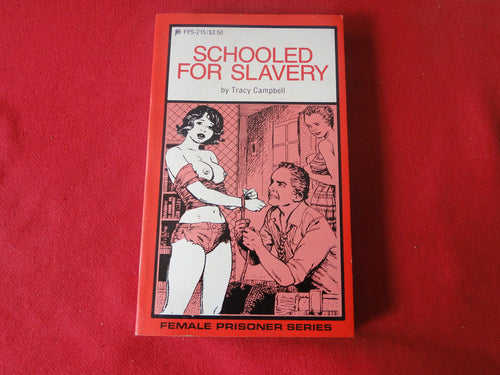 FPS-215/$3.50
SCHOOLED
FOR SLAVERY
by Tracy Campbell
FEMALE PRISONER SERIES